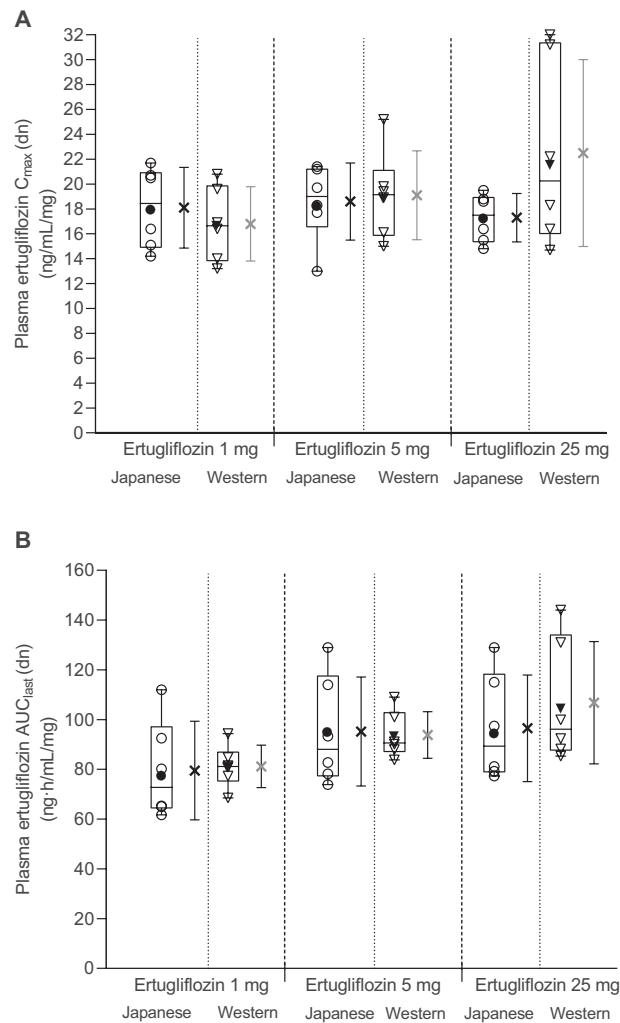 A
Plasma ertugliflozin Cmax (dn)
(ng/mL/mg)
32
30
28
26
24
22
20
18
16
14
12
10
8
6
4
2
0
Ertugliflozin 1 mg Ertugliflozin 5 mg Ertugliflozin 25 mg
Japanese Western Japanese Western Japanese Western
B
Plasma ertugliflozin AUClast (dn)
(ng·h/mL/mg)
160
140
120
100
80
60
40
20
0
Ertugliflozin 1 mg Ertugliflozin 5 mg Ertugliflozin 25 mg
Japanese Western Japanese Western Japanese Western